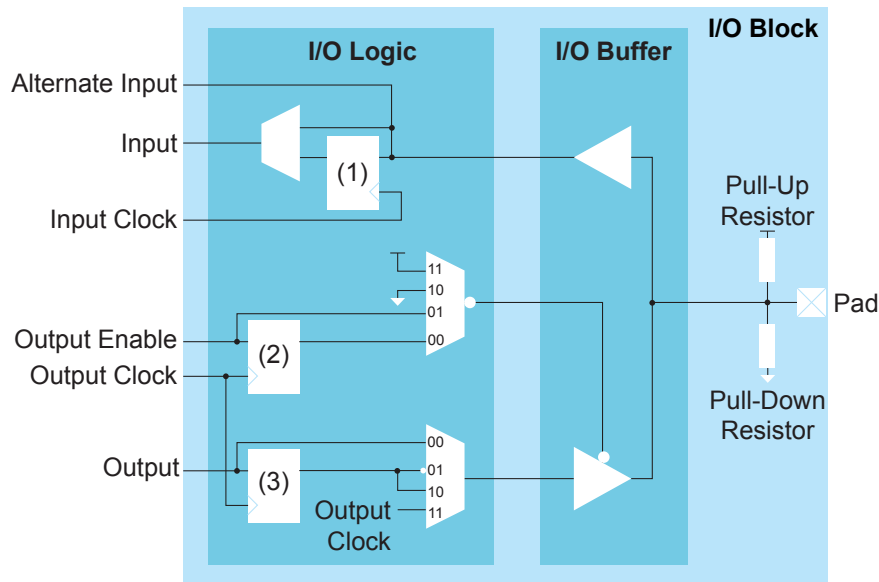 I/O Block
I/O Logic
I/O Buffer
Alternate Input
Input
(1)
Input Clock
Pull-Up
Resistor
Pad
Pull-Down
Resistor
11
10
01
00
Output Enable
(2)
Output Clock
Output
(3)
00
01
10
11
Output
Clock